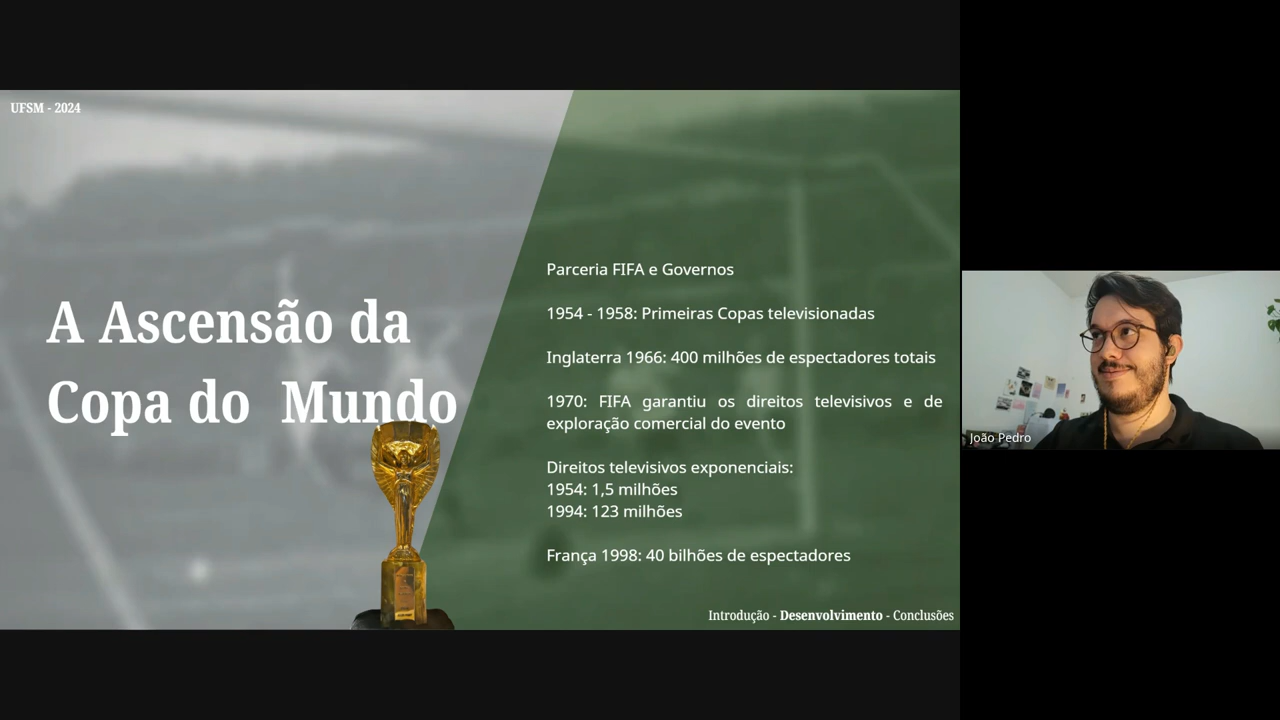 UFSM - 2024
A Ascensão da
Copa do Mundo
Parceria FIFA e Governos
1954 - 1958: Primeiras Copas televisionadas
Inglaterra 1966: 400 milhões de espectadores totais
1970: FIFA garantiu os direitos televisivos e de
exploração comercial do evento
Direitos televisivos exponenciais:
1954: 1,5 milhões
1994: 123 milhões
França 1998: 40 bilhões de espectadores
Introdução - Desenvolvimento - Conclusões
João Pedro